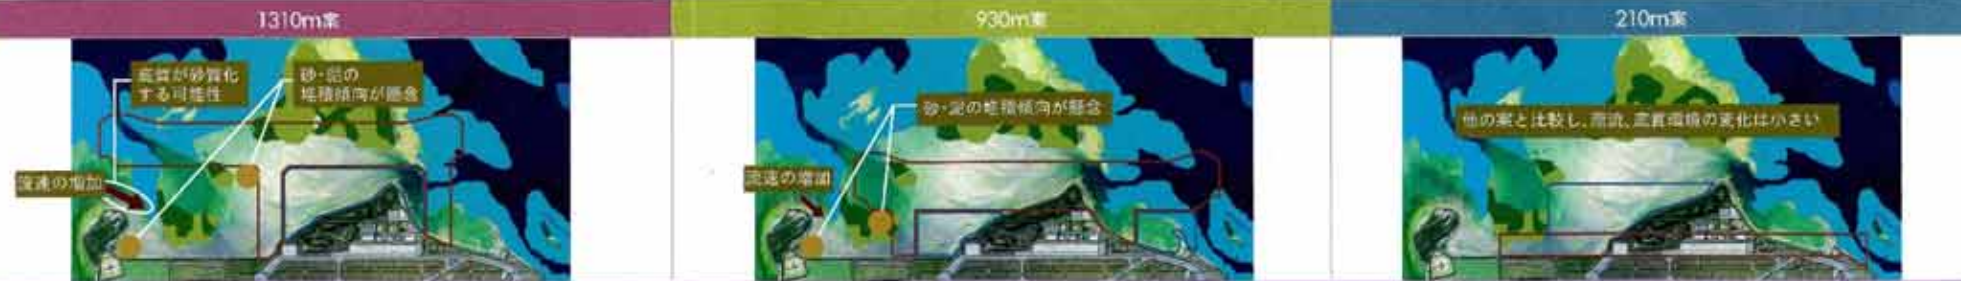 1310m案
930m案
210m案
底質が砂質化
する可能性
砂・泥の
堆積傾向が懸念
流速の増加
砂・泥の堆積傾向が懸念
流速の増加
他の案と比較し、潮流、底質環境の変化は小さい